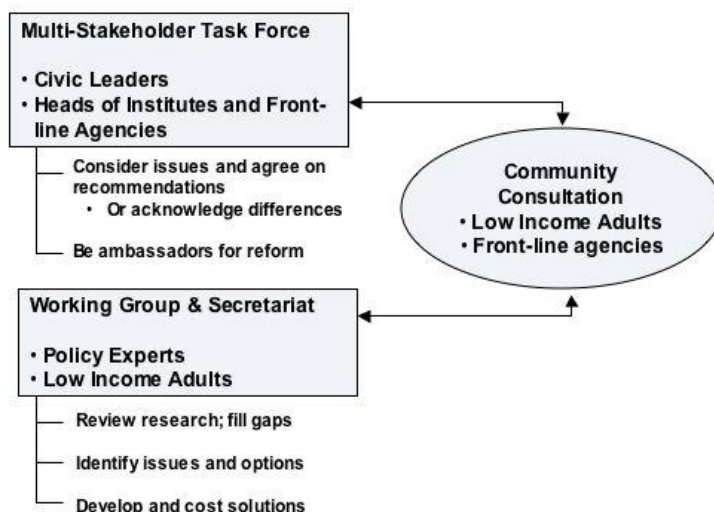 Multi-Stakeholder Task Force
• Civic Leaders
• Heads of Institutes and Front-
line Agencies
Consider issues and agree on
recommendations
• Or acknowledge differences
Be ambassadors for reform
Community
Consultation
• Low Income Adults
• Front-line agencies
Working Group & Secretariat
• Policy Experts
• Low Income Adults
Review research; fill gaps
Identify issues and options
Develop and cost solutions